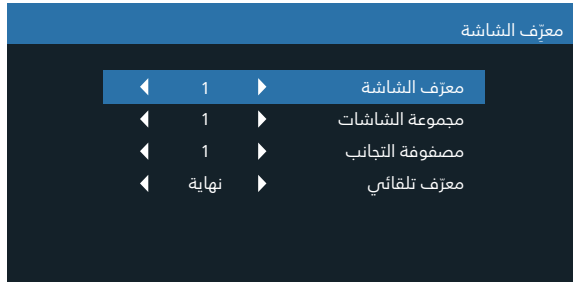 معرِّف الشاشة
معرّف الشاشة 1
مجموعة الشاشات 1
مصفوفة التجانب 1
معرّف تلقائي نهاية